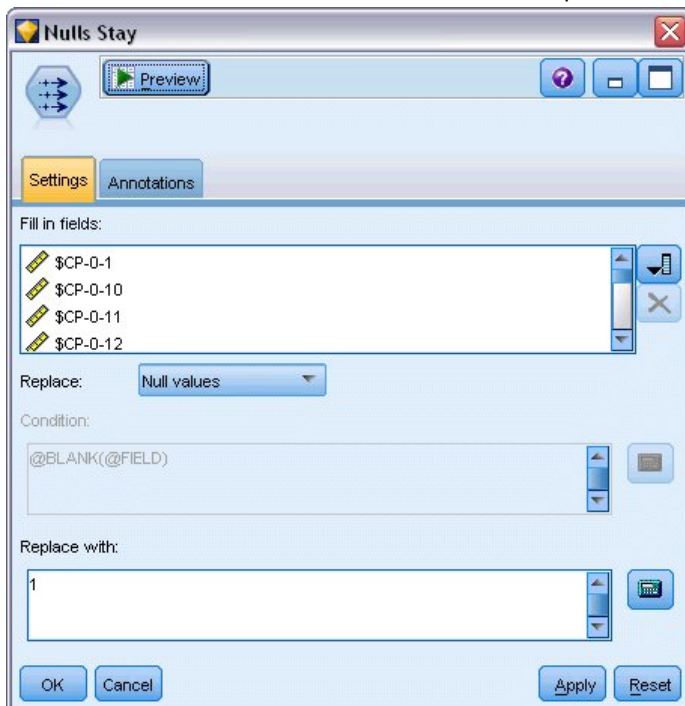 Nulls Stay
Preview
Settings
Annotations
Fill in fields:
$CP-0-1
$CP-0-10
$CP-0-11
$CP-0-12
Replace:
Null values
Condition:
@BLANK(@FIELD)
Replace with:
1
OK
Cancel
Apply
Reset